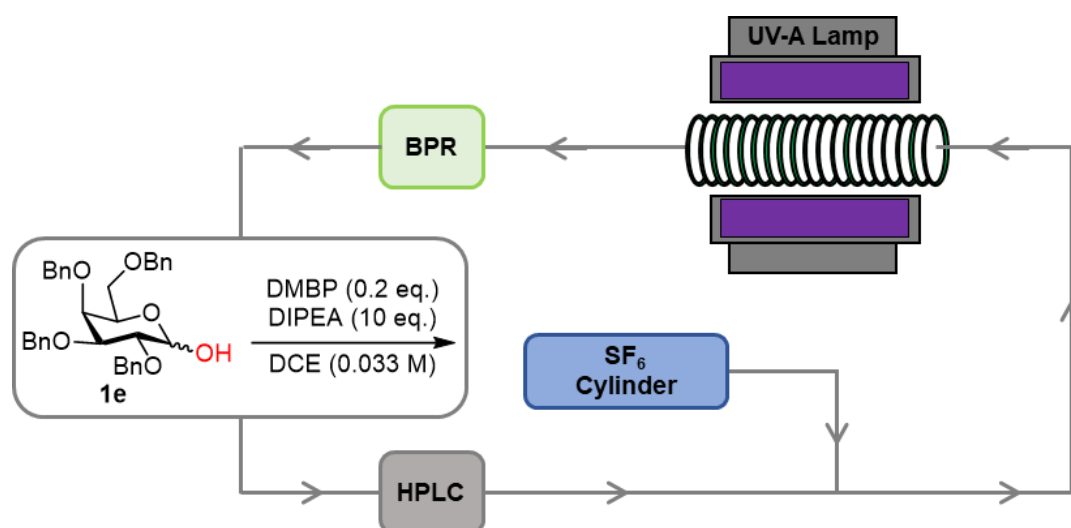 UV-A Lamp
BPR
OBn
BnO
O
BnO
OH
BnO
1e
DMBP (0.2 eq.)
DIPEA (10 eq.)
DCE (0.033 M)
SF₆
Cylinder
HPLC